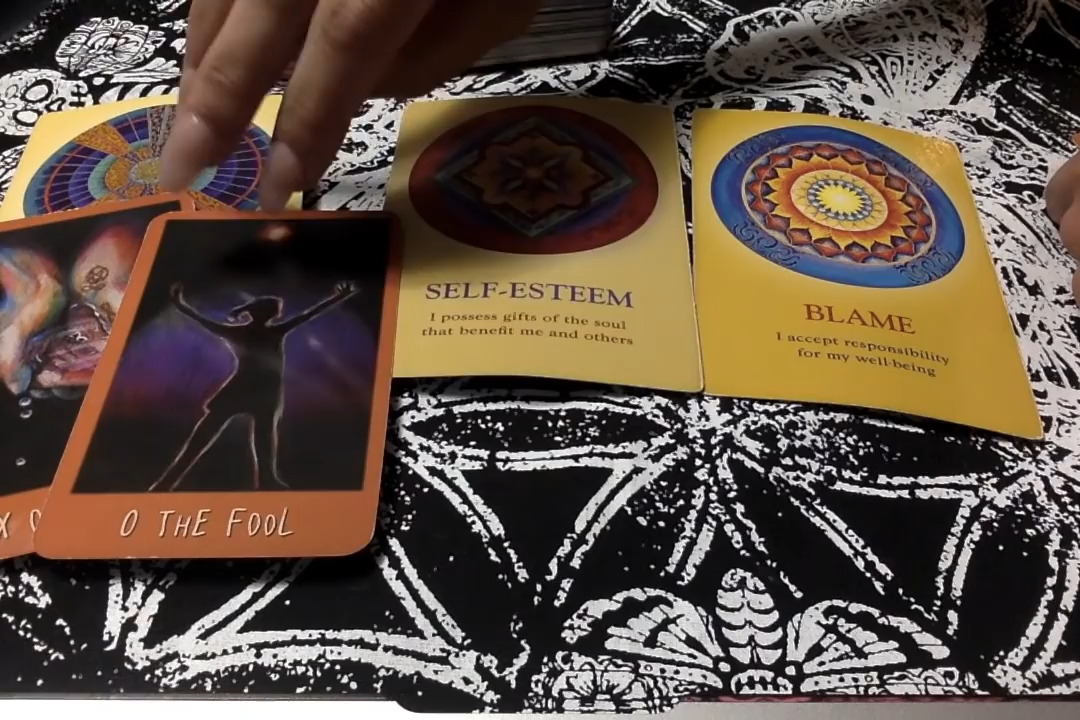 SELF-ESTEEM
I possess gifts of the soul
that benefit me and others
BLAME
I accept responsibility
for my well-being
X
0 THE FOOL